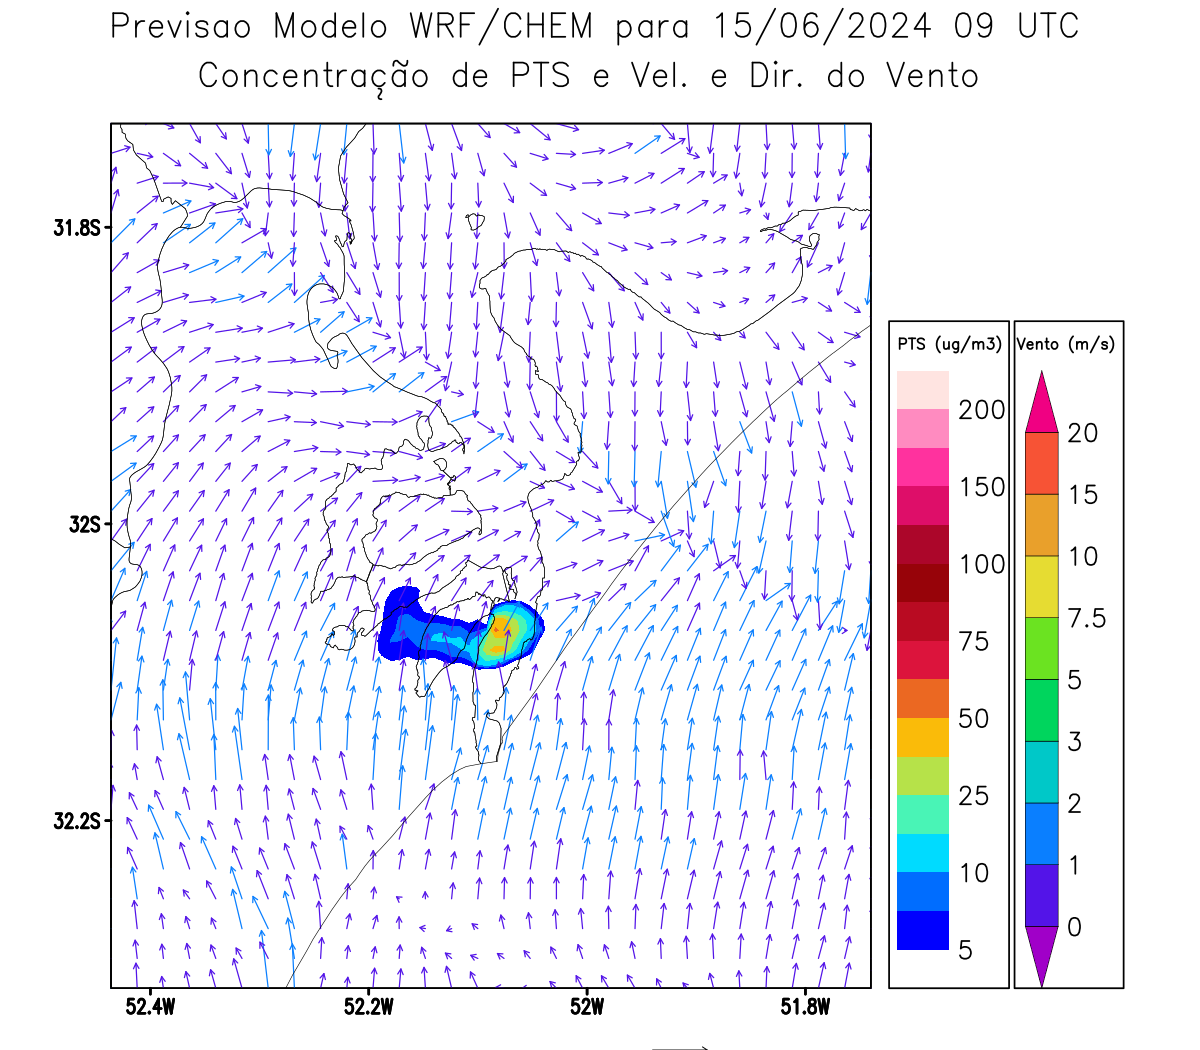 Previsao Modelo WRF/CHEM para 15/06/2024 09 UTC
Concentração de PTS e Vel. e Dir. do Vento
31.8S
32S
32.2S
52.4W
52.2W
52W
51.8W
PTS (ug/m3)
200
150
100
75
50
25
10
5
Vento (m/s)
20
15
10
7.5
5
3
2
1
0